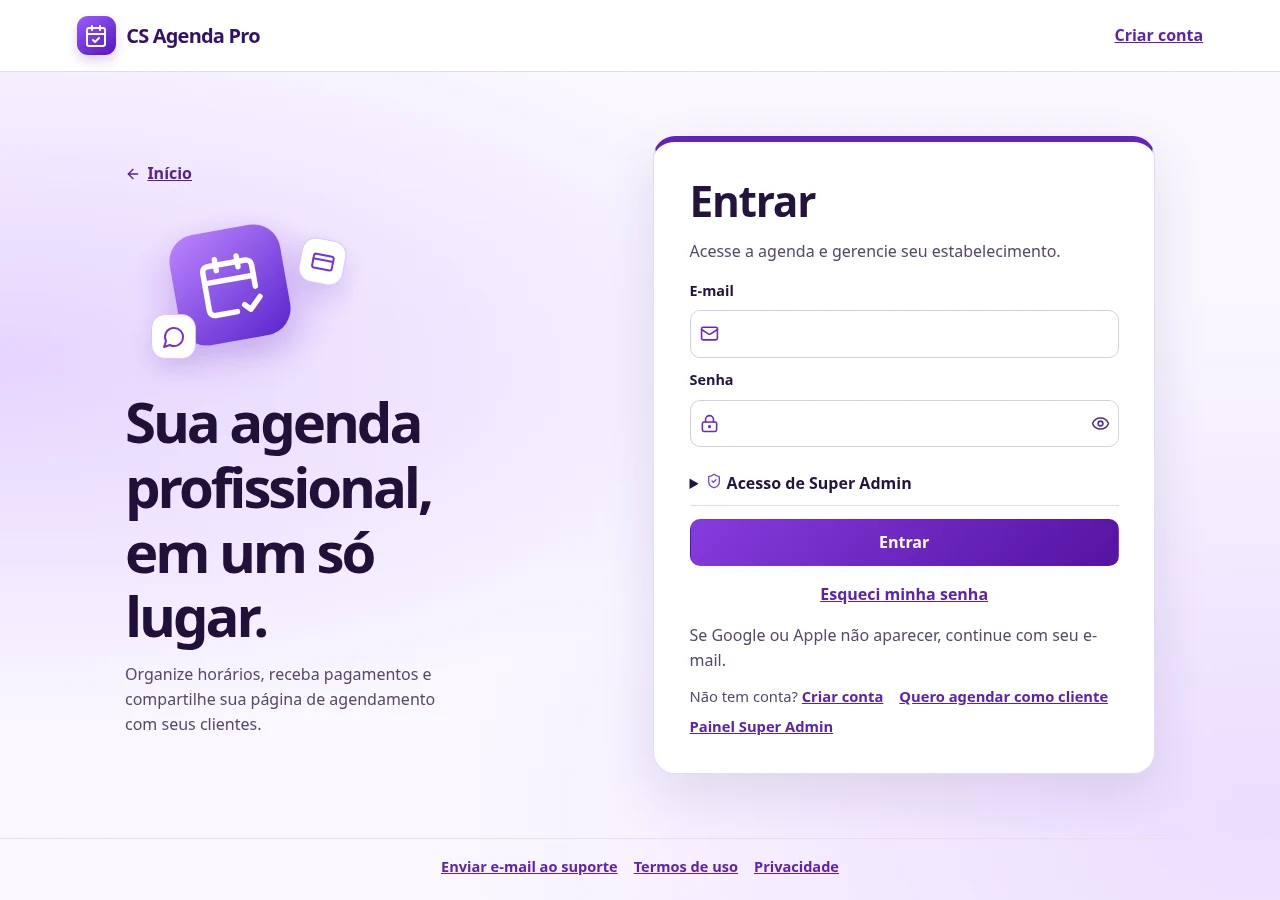 CS Agenda Pro
Criar conta
Início
Sua agenda
profissional,
em um só
lugar.
Organize horários, receba pagamentos e
compartilhe sua página de agendamento
com seus clientes.
Entrar
Acesse a agenda e gerencie seu estabelecimento.
E-mail
Senha
Acesso de Super Admin
Entrar
Esqueci minha senha
Se Google ou Apple não aparecer, continue com seu e-
mail.
Não tem conta? Criar conta Quero agendar como cliente
Painel Super Admin
Enviar e-mail ao suporte Termos de uso Privacidade